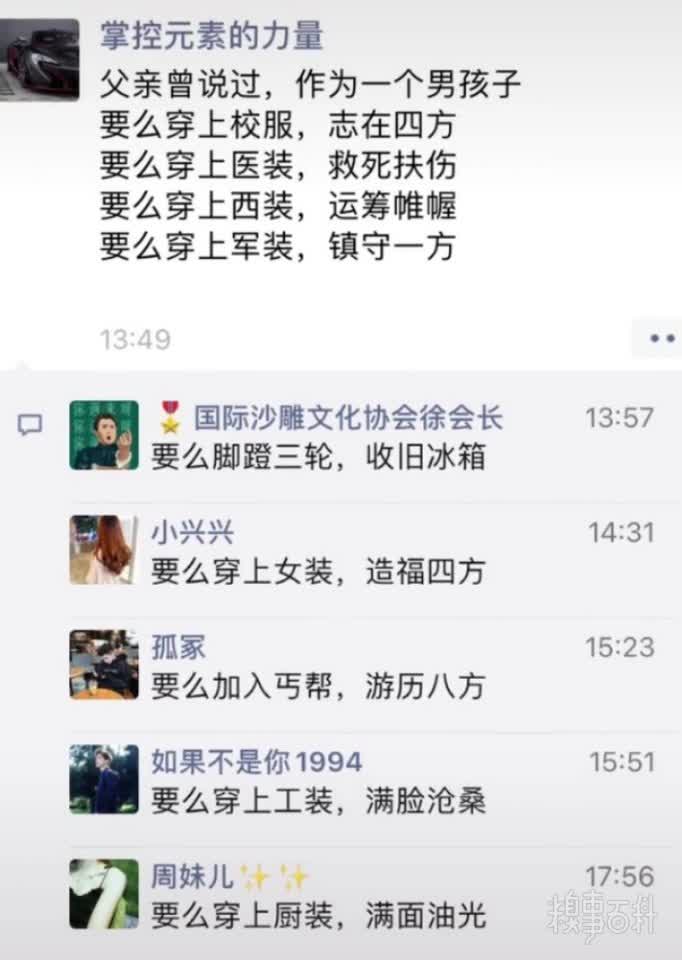 掌控元素的力量
父亲曾说过，作为一个男孩子
要么穿上校服，志在四方
要么穿上医装，救死扶伤
要么穿上西装，运筹帷幄
要么穿上军装，镇守一方
13:49
国际沙雕文化协会徐会长 13:57
要么脚蹬三轮，收旧冰箱
小兴兴 14:31
要么穿上女装，造福四方
孤冢 15:23
要么加入丐帮，游历八方
如果不是你1994 15:51
要么穿上工装，满脸沧桑
周妹儿✨✨ 17:56
要么穿上厨装，满面油光
糗事百科